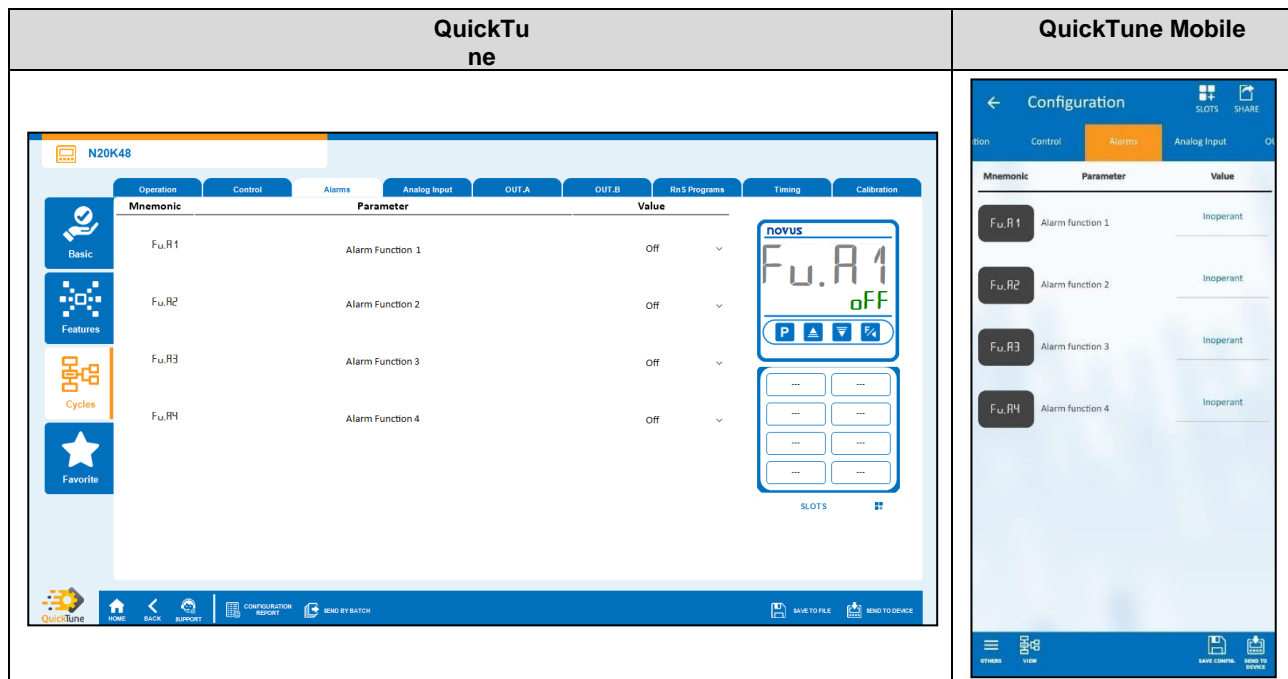 QuickTu
ne
QuickTune Mobile
N20K48
Operation
Control
Alarms
Analog Input
OUT.A
OUT.B
RnS Programs
Timing
Calibration
Mnemonic
Parameter
Value
Basic
Features
Cycles
Favorite
Fu.A1
Alarm Function 1
Off
Fu.A2
Alarm Function 2
Off
Fu.A3
Alarm Function 3
Off
Fu.A4
Alarm Function 4
Off
novus
Fu.A1
oFF
P
F/
--- ---
--- ---
--- ---
--- ---
SLOTS
QuickTune
HOME
BACK
SUPPORT
CONFIGURATION
REPORT
SEND BY BATCH
SAVE TO FILE
SEND TO DEVICE
Configuration
SLOTS
SHARE
tion
Control
Alarms
Analog Input
OU
Mnemonic
Parameter
Value
Fu.A1
Alarm function 1
Inoperant
Fu.A2
Alarm function 2
Inoperant
Fu.A3
Alarm function 3
Inoperant
Fu.A4
Alarm function 4
Inoperant
OTHERS
VIEW
SAVE CONFIG.
SEND TO
DEVICE